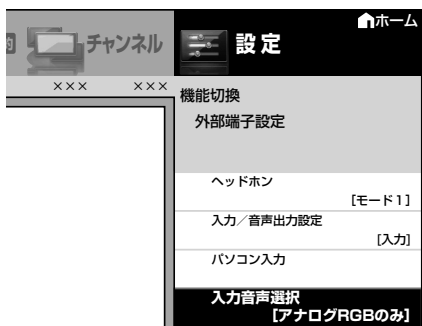 ホーム
的 チャンネル 設定
××× ×××
機能切換
外部端子設定
ヘッドホン
[モード1]
入力／音声出力設定
[入力]
パソコン入力
入力音声選択
[アナログRGBのみ]